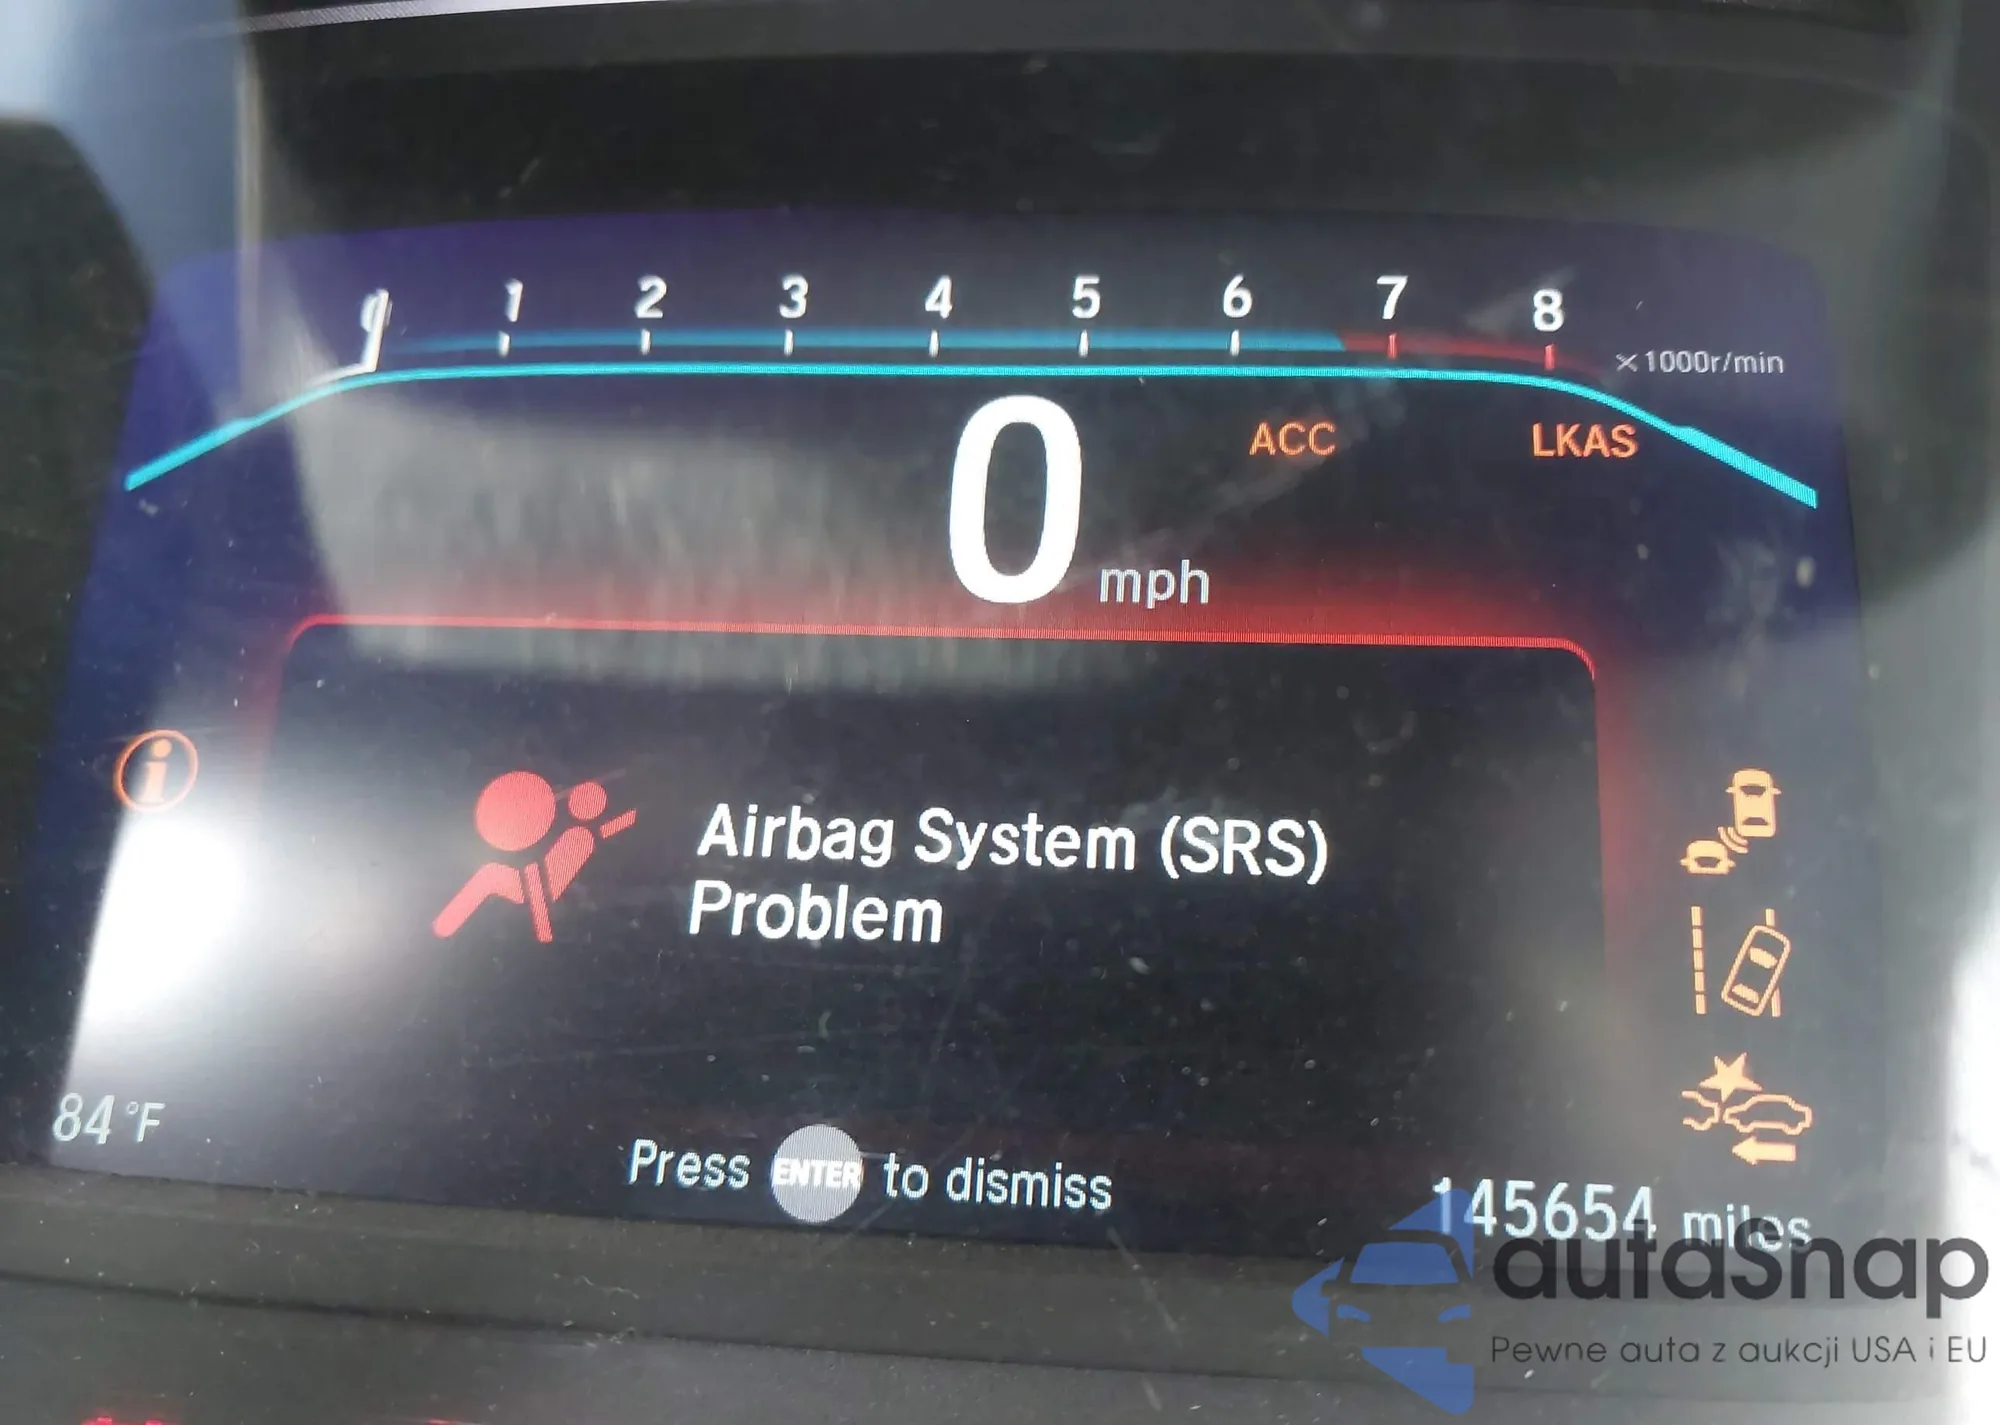 0 1 2 3 4 5 6 7 8
×1000r/min
ACC
LKAS
0 mph
i
Airbag System (SRS)
Problem
84°F
Press ENTER to dismiss
145654 miles
autaSnap
Pewne auta z aukcji USA i EU